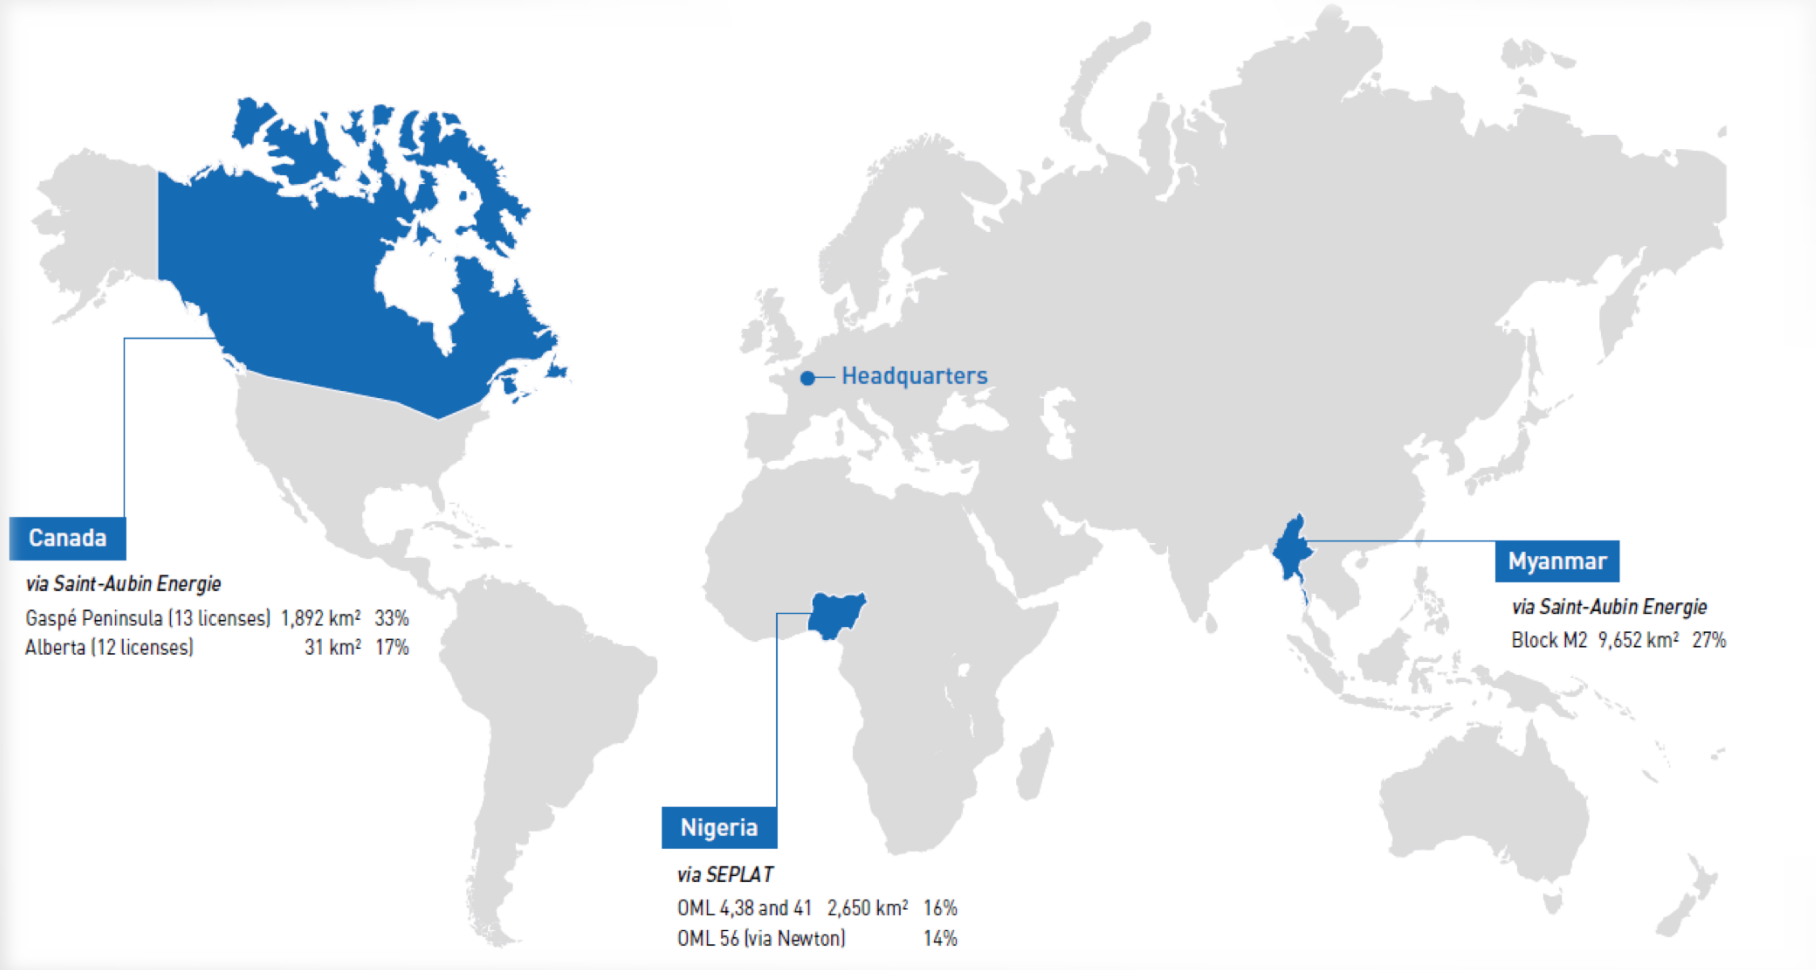 Headquarters
Canada
via Saint-Aubin Energie
Gaspé Peninsula (13 licenses) 1,892 km² 33%
Alberta (12 licenses) 31 km² 17%
Myanmar
via Saint-Aubin Energie
Block M2 9,652 km² 27%
Nigeria
via SEPLAT
OML 4,38 and 41 2,650 km² 16%
OML 56 (via Newton) 14%